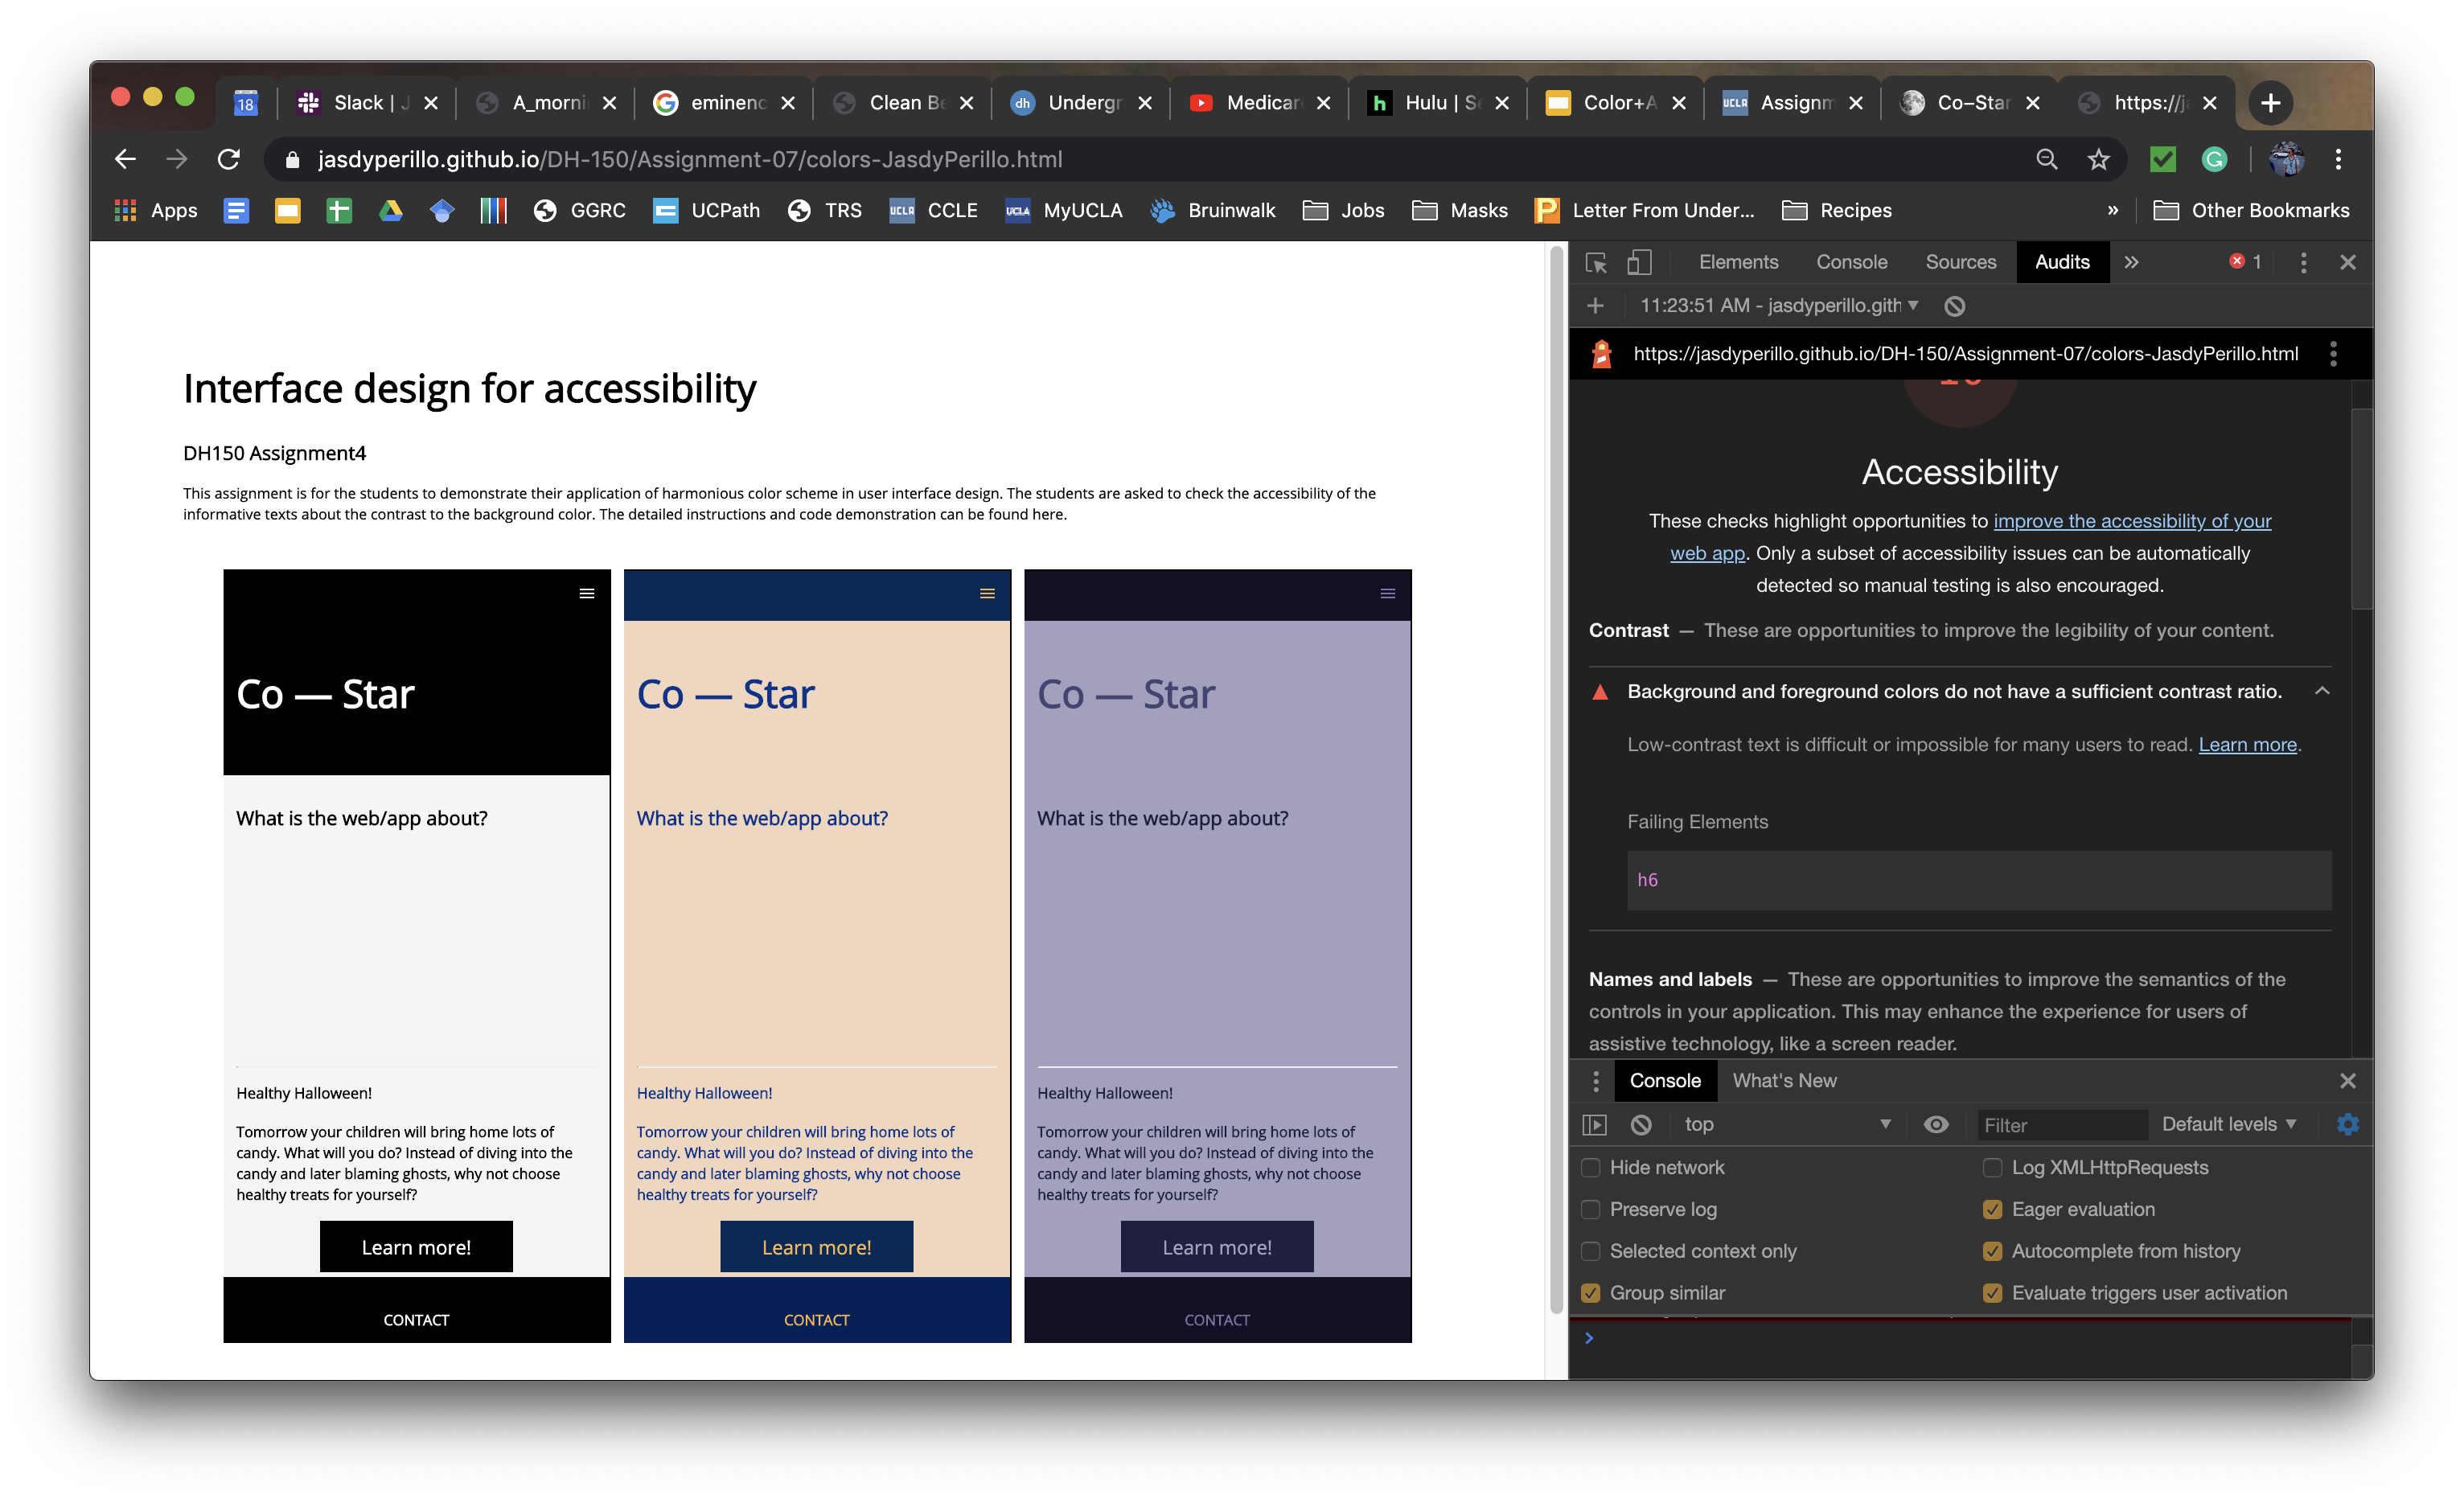 18
Slack | J
A_morni
eminenc
Clean Be
dh
Undergr
Medicar
h
Hulu | Se
Color+A
UCLA
Assignm
Co–Star
https://j
jasdyperillo.github.io/DH-150/Assignment-07/colors-JasdyPerillo.html
Apps
GGRC
UCPath
TRS
UCLA
CCLE
UCLA
MyUCLA
Bruinwalk
Jobs
Masks
P
Letter From Under...
Recipes
»
Other Bookmarks
Interface design for accessibility
DH150 Assignment4
This assignment is for the students to demonstrate their application of harmonious color scheme in user interface design. The students are asked to check the accessibility of the
informative texts about the contrast to the background color. The detailed instructions and code demonstration can be found here.
Co — Star
What is the web/app about?
Healthy Halloween!
Tomorrow your children will bring home lots of
candy. What will you do? Instead of diving into the
candy and later blaming ghosts, why not choose
healthy treats for yourself?
Learn more!
CONTACT
Co — Star
What is the web/app about?
Healthy Halloween!
Tomorrow your children will bring home lots of
candy. What will you do? Instead of diving into the
candy and later blaming ghosts, why not choose
healthy treats for yourself?
Learn more!
CONTACT
Co — Star
What is the web/app about?
Healthy Halloween!
Tomorrow your children will bring home lots of
candy. What will you do? Instead of diving into the
candy and later blaming ghosts, why not choose
healthy treats for yourself?
Learn more!
CONTACT
Elements
Console
Sources
Audits
»
1
11:23:51 AM - jasdyperillo.gith
https://jasdyperillo.github.io/DH-150/Assignment-07/colors-JasdyPerillo.html
Accessibility
These checks highlight opportunities to improve the accessibility of your
web app. Only a subset of accessibility issues can be automatically
detected so manual testing is also encouraged.
Contrast — These are opportunities to improve the legibility of your content.
Background and foreground colors do not have a sufficient contrast ratio.
Low-contrast text is difficult or impossible for many users to read. Learn more.
Failing Elements
h6
Names and labels — These are opportunities to improve the semantics of the
controls in your application. This may enhance the experience for users of
assistive technology, like a screen reader.
Console
What's New
top
Filter
Default levels
Hide network
Log XMLHttpRequests
Preserve log
Eager evaluation
Selected context only
Autocomplete from history
Group similar
Evaluate triggers user activation